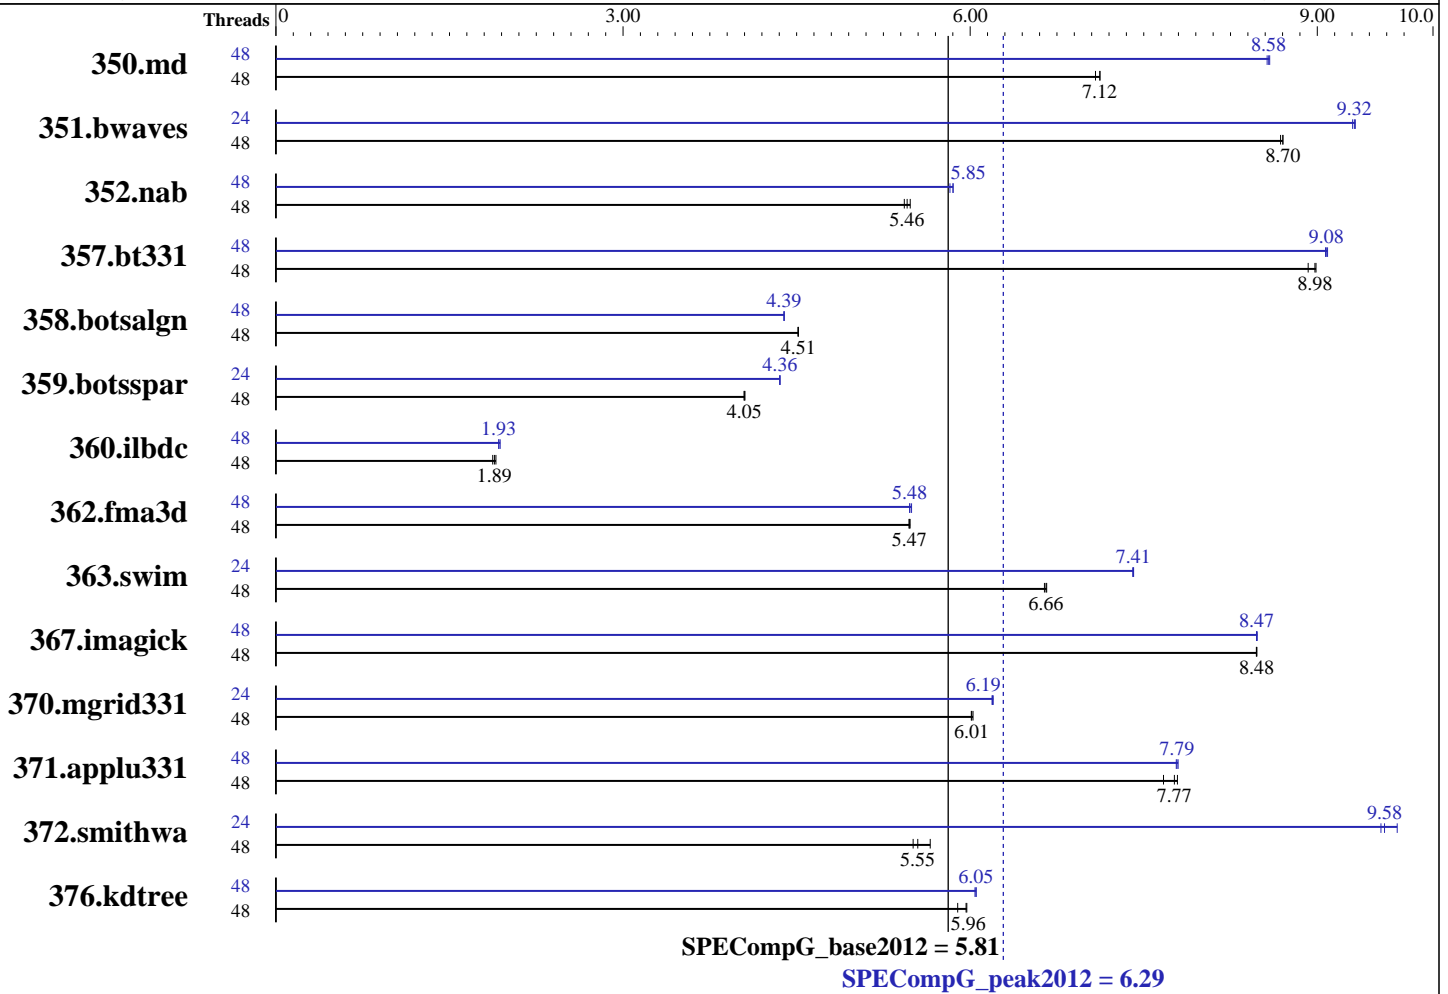 Threads 0 3.00 6.00 9.00 10.0
350.md 48 8.58
48 7.12
351.bwaves 24 9.32
48 8.70
352.nab 48 5.85
48 5.46
357.bt331 48 9.08
48 8.98
358.botsalgn 48 4.39
48 4.51
359.botsspar 24 4.36
48 4.05
360.ilbdc 48 1.93
48 1.89
362.fma3d 48 5.48
48 5.47
363.swim 24 7.41
48 6.66
367.imagick 48 8.47
48 8.48
370.mgrid331 24 6.19
48 6.01
371.applu331 48 7.79
48 7.77
372.smithwa 24 9.58
48 5.55
376.kdtree 48 6.05
48 5.96
SPECompG_base2012 = 5.81
SPECompG_peak2012 = 6.29